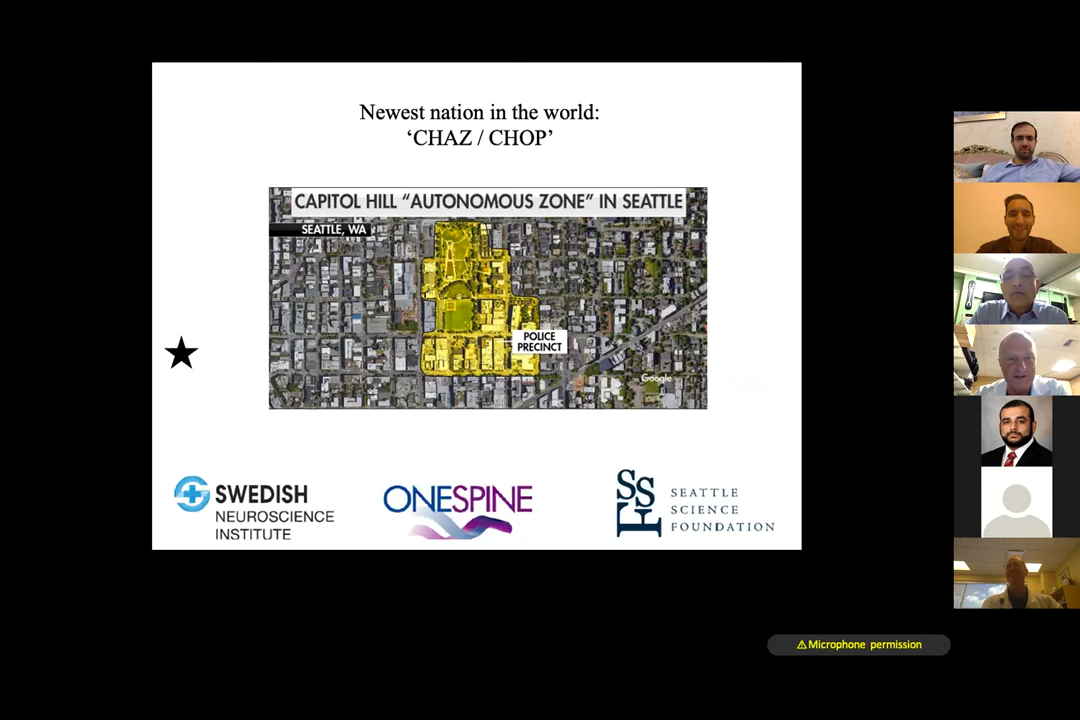 Newest nation in the world:
‘CHAZ / CHOP’
CAPITOL HILL “AUTONOMOUS ZONE” IN SEATTLE
SEATTLE, WA
POLICE
PRECINCT
Google
SWEDISH
NEUROSCIENCE
INSTITUTE
ONESPINE
SSF
SEATTLE
SCIENCE
FOUNDATION
⚠Microphone permission